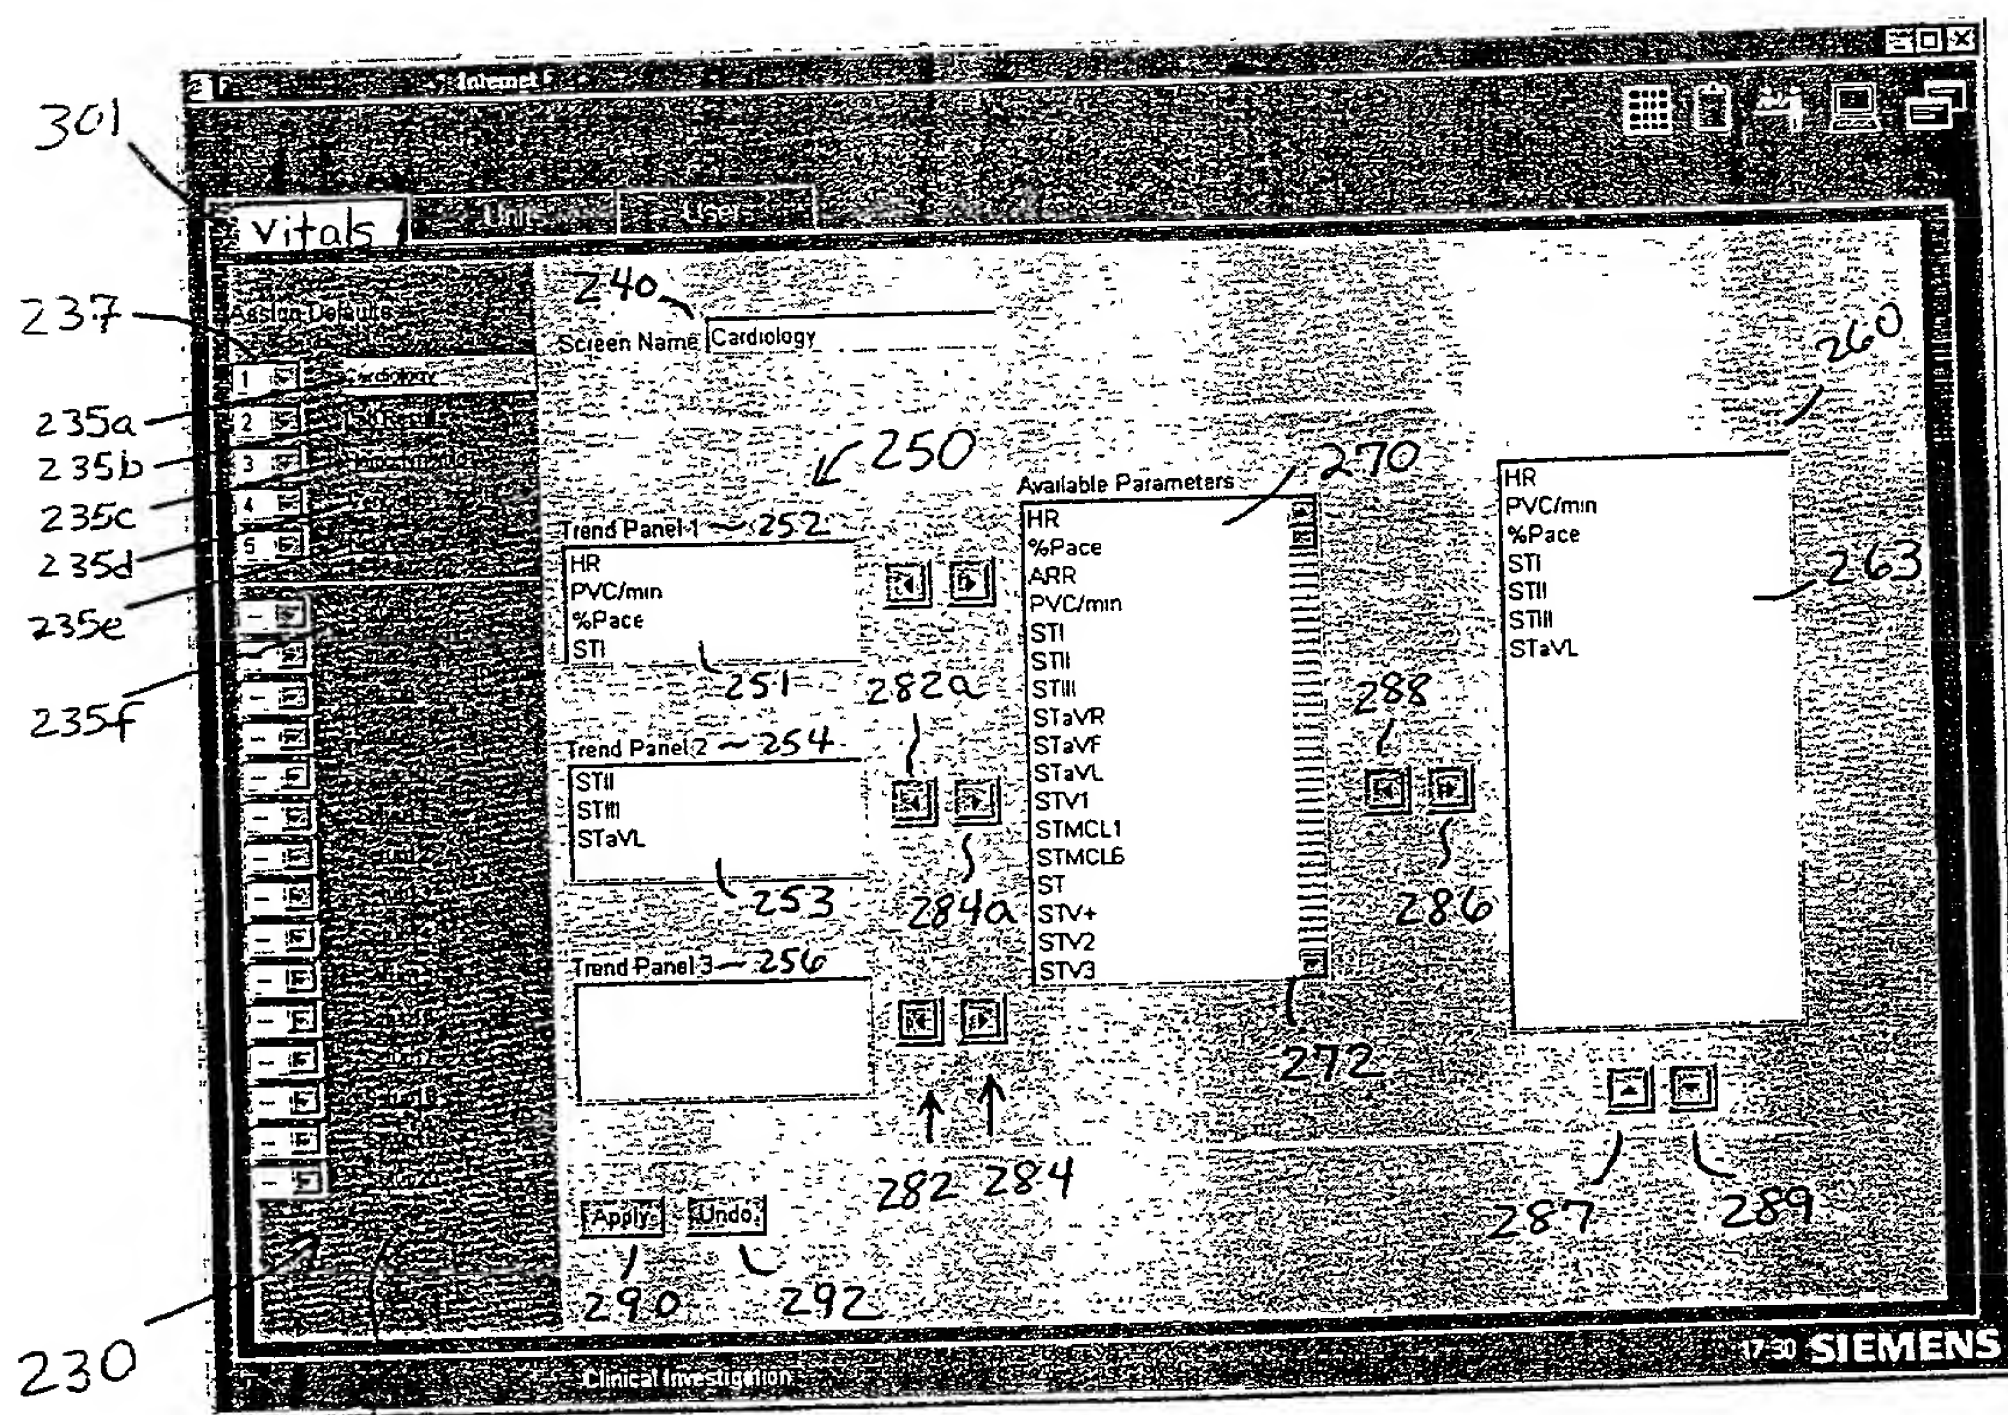 Internet
301
Vitals
Units
Users
237
Assign Defaults
240
Screen Name Cardiology
260
1
Cardiology
235a
2
235b
3
235c
4
235d
5
235e
235f
250
270
Available Parameters
HR
%Pace
ARR
PVC/min
STI
STII
STIII
STaVR
STaVF
STaVL
STV1
STMCL1
STMCL6
ST
STV+
STV2
STV3
272
Trend Panel 1 252
HR
PVC/min
%Pace
STI
251
282a
Trend Panel 2 254
STII
STIII
STaVL
253
284a
Trend Panel 3 256
282 284
288
286
HR
PVC/min
%Pace
STI
STII
STIII
STaVL
263
287
289
Apply Undo
290 292
230
17:30 SIEMENS
Clinical Investigation